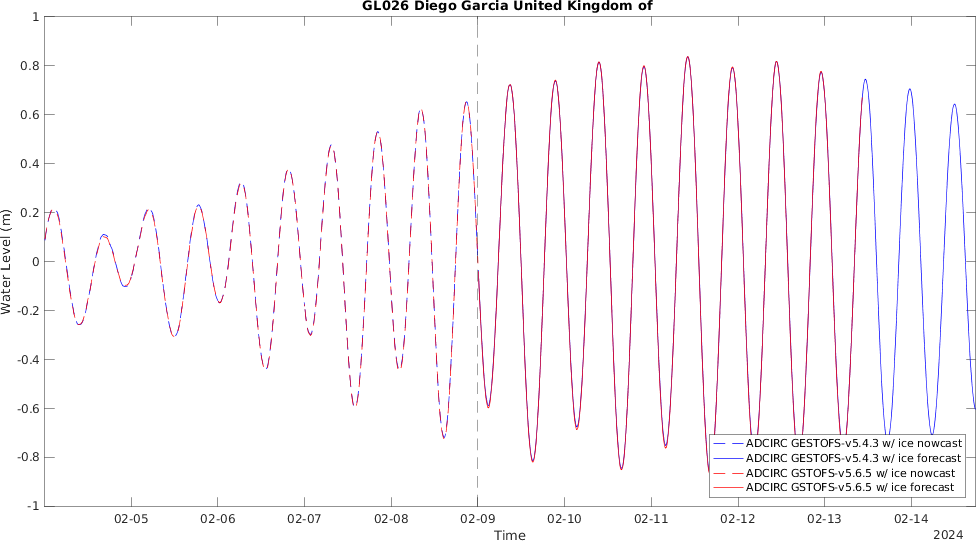 GL026 Diego Garcia United Kingdom of
1
0.8
0.6
0.4
0.2
0
-0.2
-0.4
-0.6
-0.8
-1
Water Level (m)
02-05 02-06 02-07 02-08 02-09 02-10 02-11 02-12 02-13 02-14
Time
2024
ADCIRC GESTOFS-v5.4.3 w/ ice nowcast
ADCIRC GESTOFS-v5.4.3 w/ ice forecast
ADCIRC GSTOFS-v5.6.5 w/ ice nowcast
ADCIRC GSTOFS-v5.6.5 w/ ice forecast